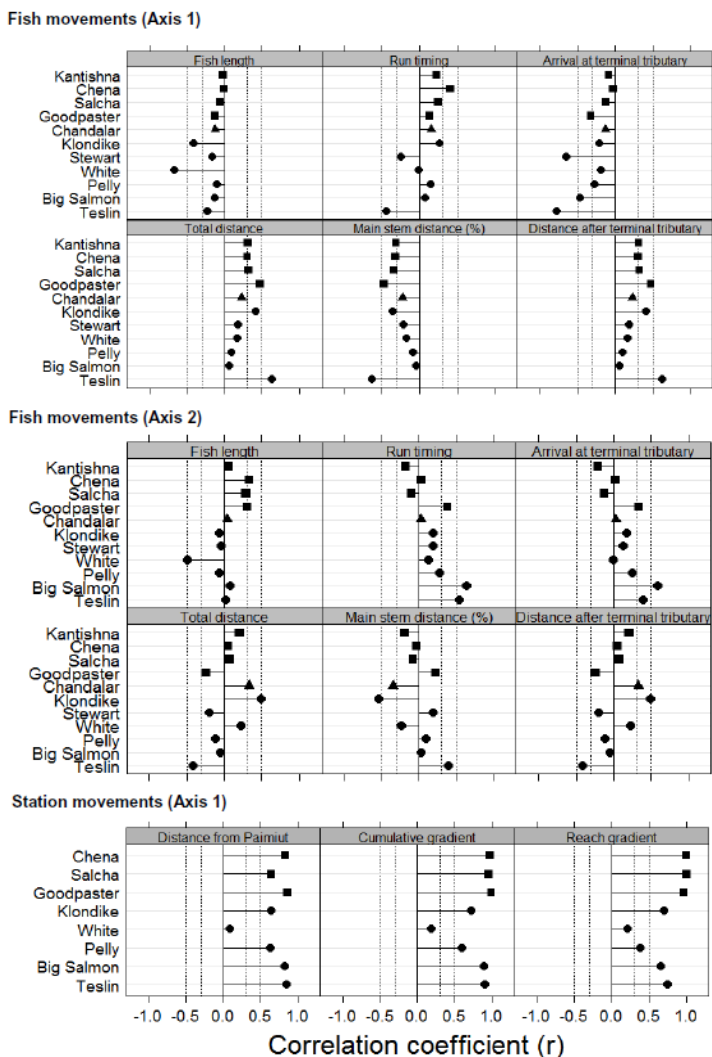 Fish movements (Axis 1)
Fish length Run timing Arrival at terminal tributary
Kantishna
Chena
Salcha
Goodpaster
Chandalar
Klondike
Stewart
White
Pelly
Big Salmon
Teslin
Total distance Main stem distance (%) Distance after terminal tributary
Kantishna
Chena
Salcha
Goodpaster
Chandalar
Klondike
Stewart
White
Pelly
Big Salmon
Teslin
Fish movements (Axis 2)
Fish length Run timing Arrival at terminal tributary
Kantishna
Chena
Salcha
Goodpaster
Chandalar
Klondike
Stewart
White
Pelly
Big Salmon
Teslin
Total distance Main stem distance (%) Distance after terminal tributary
Kantishna
Chena
Salcha
Goodpaster
Chandalar
Klondike
Stewart
White
Pelly
Big Salmon
Teslin
Station movements (Axis 1)
Distance from Paimiut Cumulative gradient Reach gradient
Chena
Salcha
Goodpaster
Klondike
White
Pelly
Big Salmon
Teslin
-1.0 -0.5 0.0 0.5 1.0 -1.0 -0.5 0.0 0.5 1.0 -1.0 -0.5 0.0 0.5 1.0
Correlation coefficient (r)